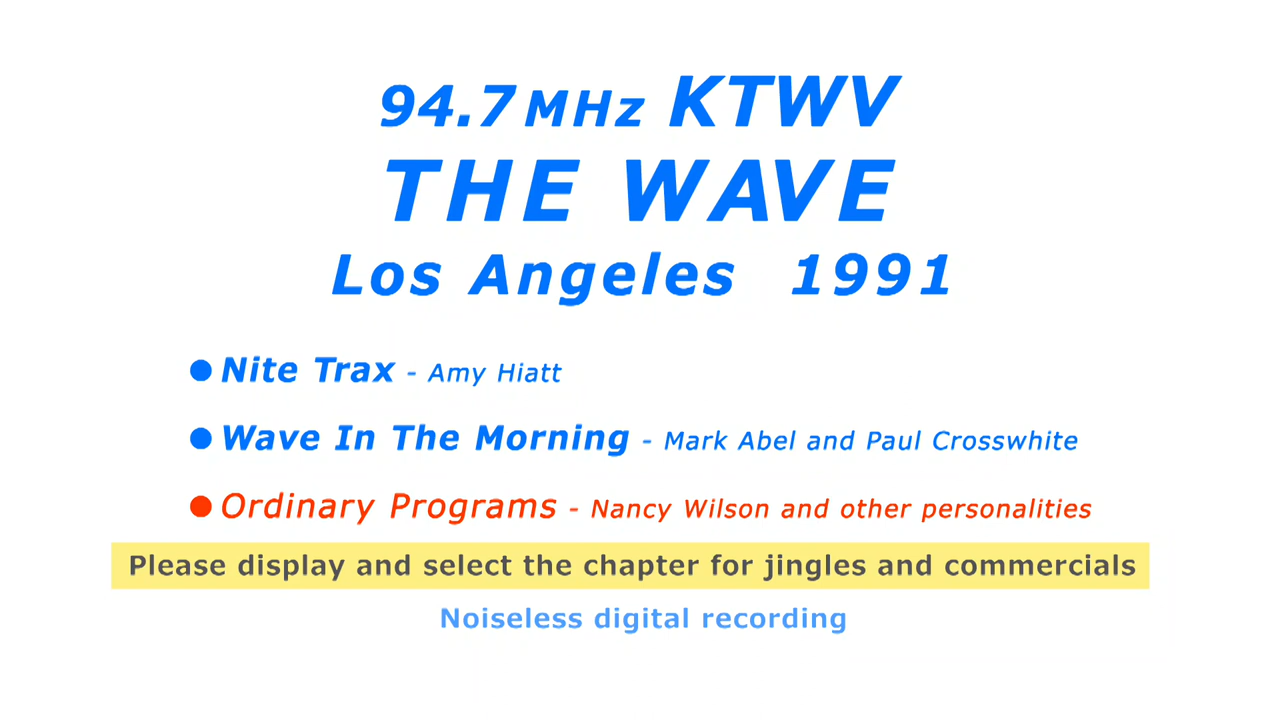 94.7MHz KTWV
THE WAVE
Los Angeles 1991
● Nite Trax - Amy Hiatt
● Wave In The Morning - Mark Abel and Paul Crosswhite
● Ordinary Programs - Nancy Wilson and other personalities
Please display and select the chapter for jingles and commercials
Noiseless digital recording